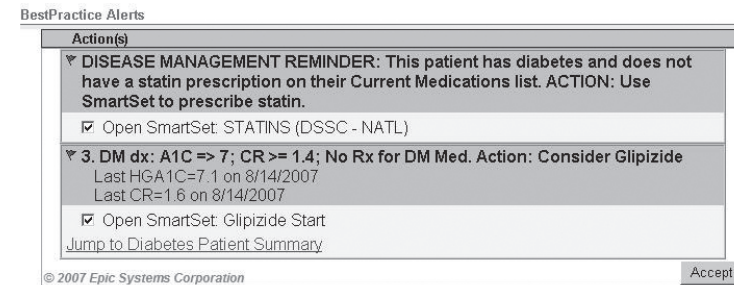 BestPractice Alerts
Action(s)
DISEASE MANAGEMENT REMINDER: This patient has diabetes and does not
have a statin prescription on their Current Medications list. ACTION: Use
SmartSet to prescribe statin.
Open SmartSet: STATINS (DSSC - NATL)
3. DM dx: A1C => 7; CR >= 1.4; No Rx for DM Med. Action: Consider Glipizide
Last HGA1C=7.1 on 8/14/2007
Last CR=1.6 on 8/14/2007
Open SmartSet: Glipizide Start
Jump to Diabetes Patient Summary
© 2007 Epic Systems Corporation
Accept